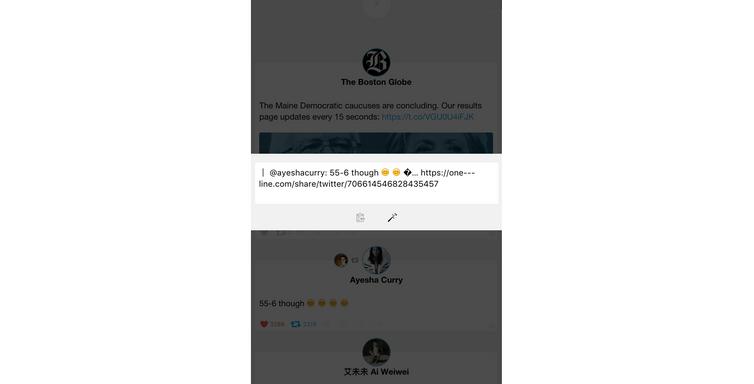 The Boston Globe
The Maine Democratic caucuses are concluding. Our results
page updates every 15 seconds: https://t.co/VGU0U4iFJK
| @ayeshacurry: 55-6 though 😊 😊 �... https://one---
line.com/share/twitter/706614546828435457
Ayesha Curry
55-6 though 😊 😊 😊 😊
艾未未 Ai Weiwei